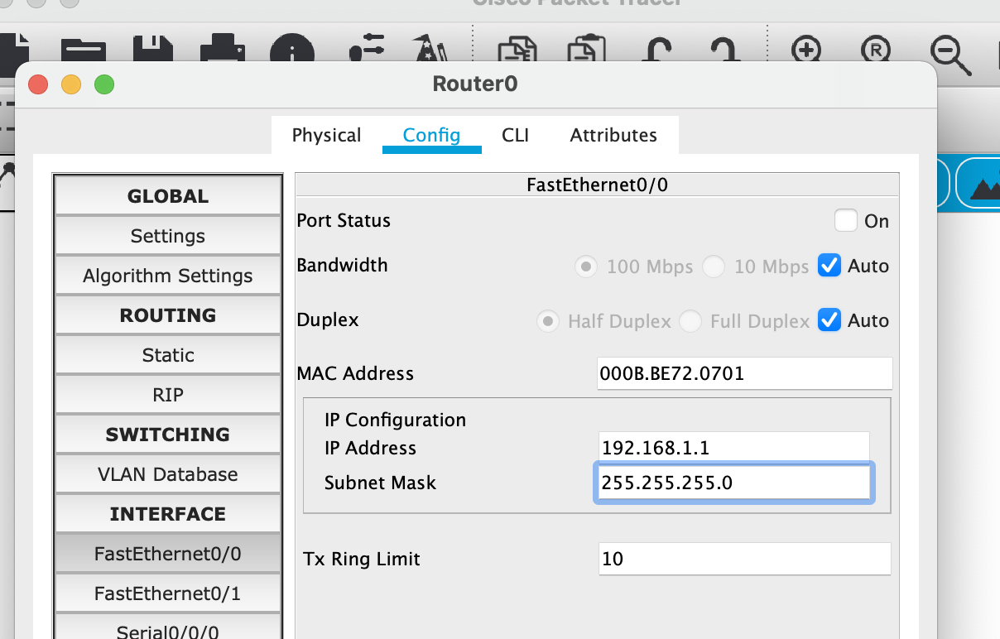 Cisco Packet Tracer
Router0
Physical Config CLI Attributes
GLOBAL
Settings
Algorithm Settings
ROUTING
Static
RIP
SWITCHING
VLAN Database
INTERFACE
FastEthernet0/0
FastEthernet0/1
Serial0/0/0
FastEthernet0/0
Port Status On
Bandwidth 100 Mbps 10 Mbps Auto
Duplex Half Duplex Full Duplex Auto
MAC Address 000B.BE72.0701
IP Configuration
IP Address 192.168.1.1
Subnet Mask 255.255.255.0
Tx Ring Limit 10